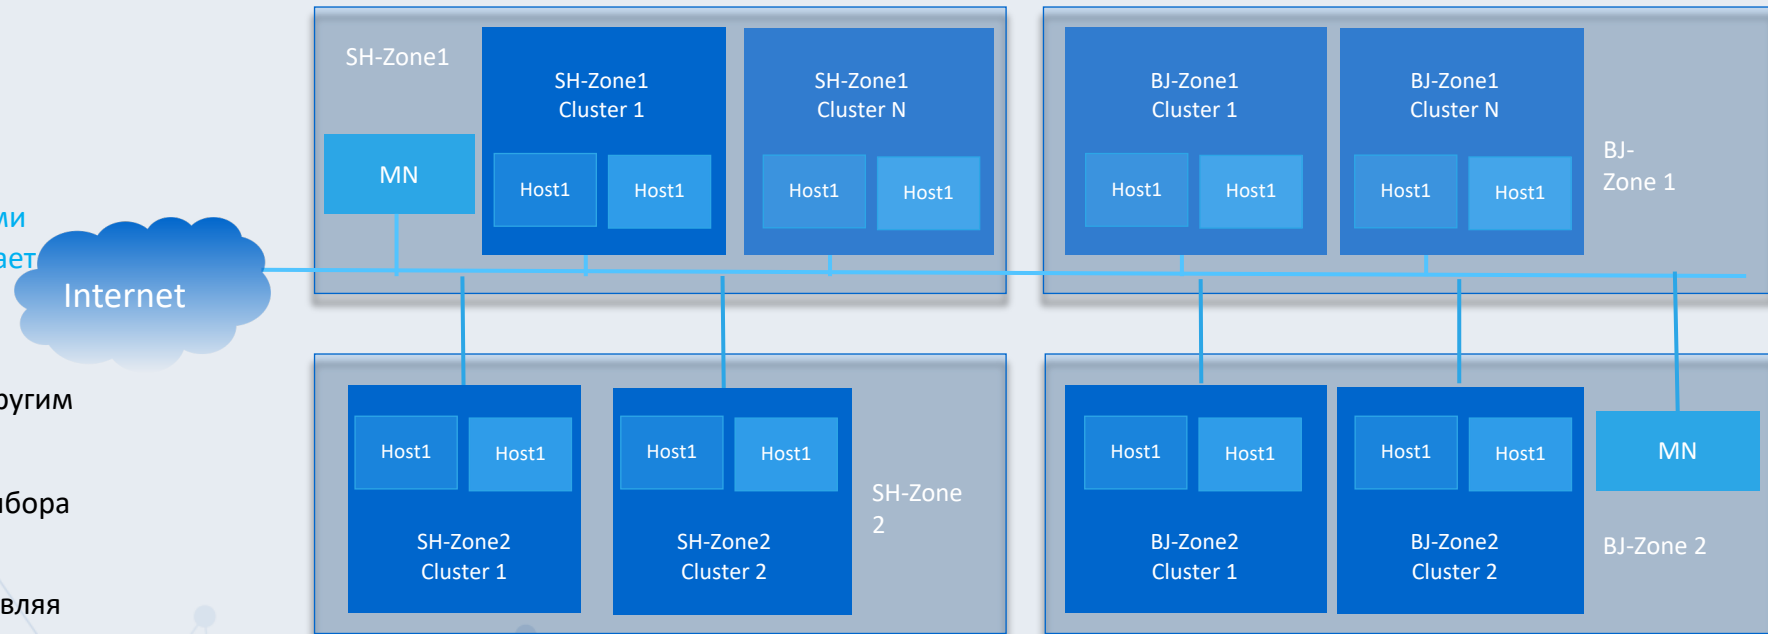 SH-Zone1
SH-Zone1
Cluster 1
SH-Zone1
Cluster N
MN
Host1
Host1
Host1
Host1
BJ-Zone1
Cluster 1
BJ-Zone1
Cluster N
Host1
Host1
Host1
Host1
BJ-
Zone 1
Internet
Host1
Host1
Host1
Host1
SH-Zone2
Cluster 1
SH-Zone2
Cluster 2
SH-Zone
2
Host1
Host1
Host1
Host1
BJ-Zone2
Cluster 1
BJ-Zone2
Cluster 2
MN
BJ-Zone 2